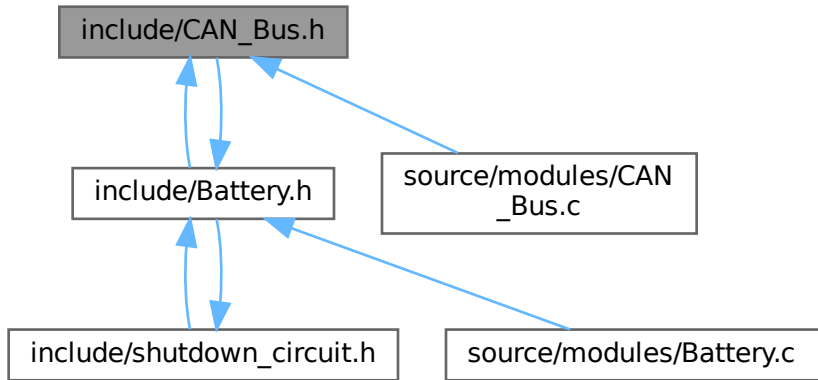 include/CAN_Bus.h
include/Battery.h
source/modules/CAN
_Bus.c
include/shutdown_circuit.h
source/modules/Battery.c